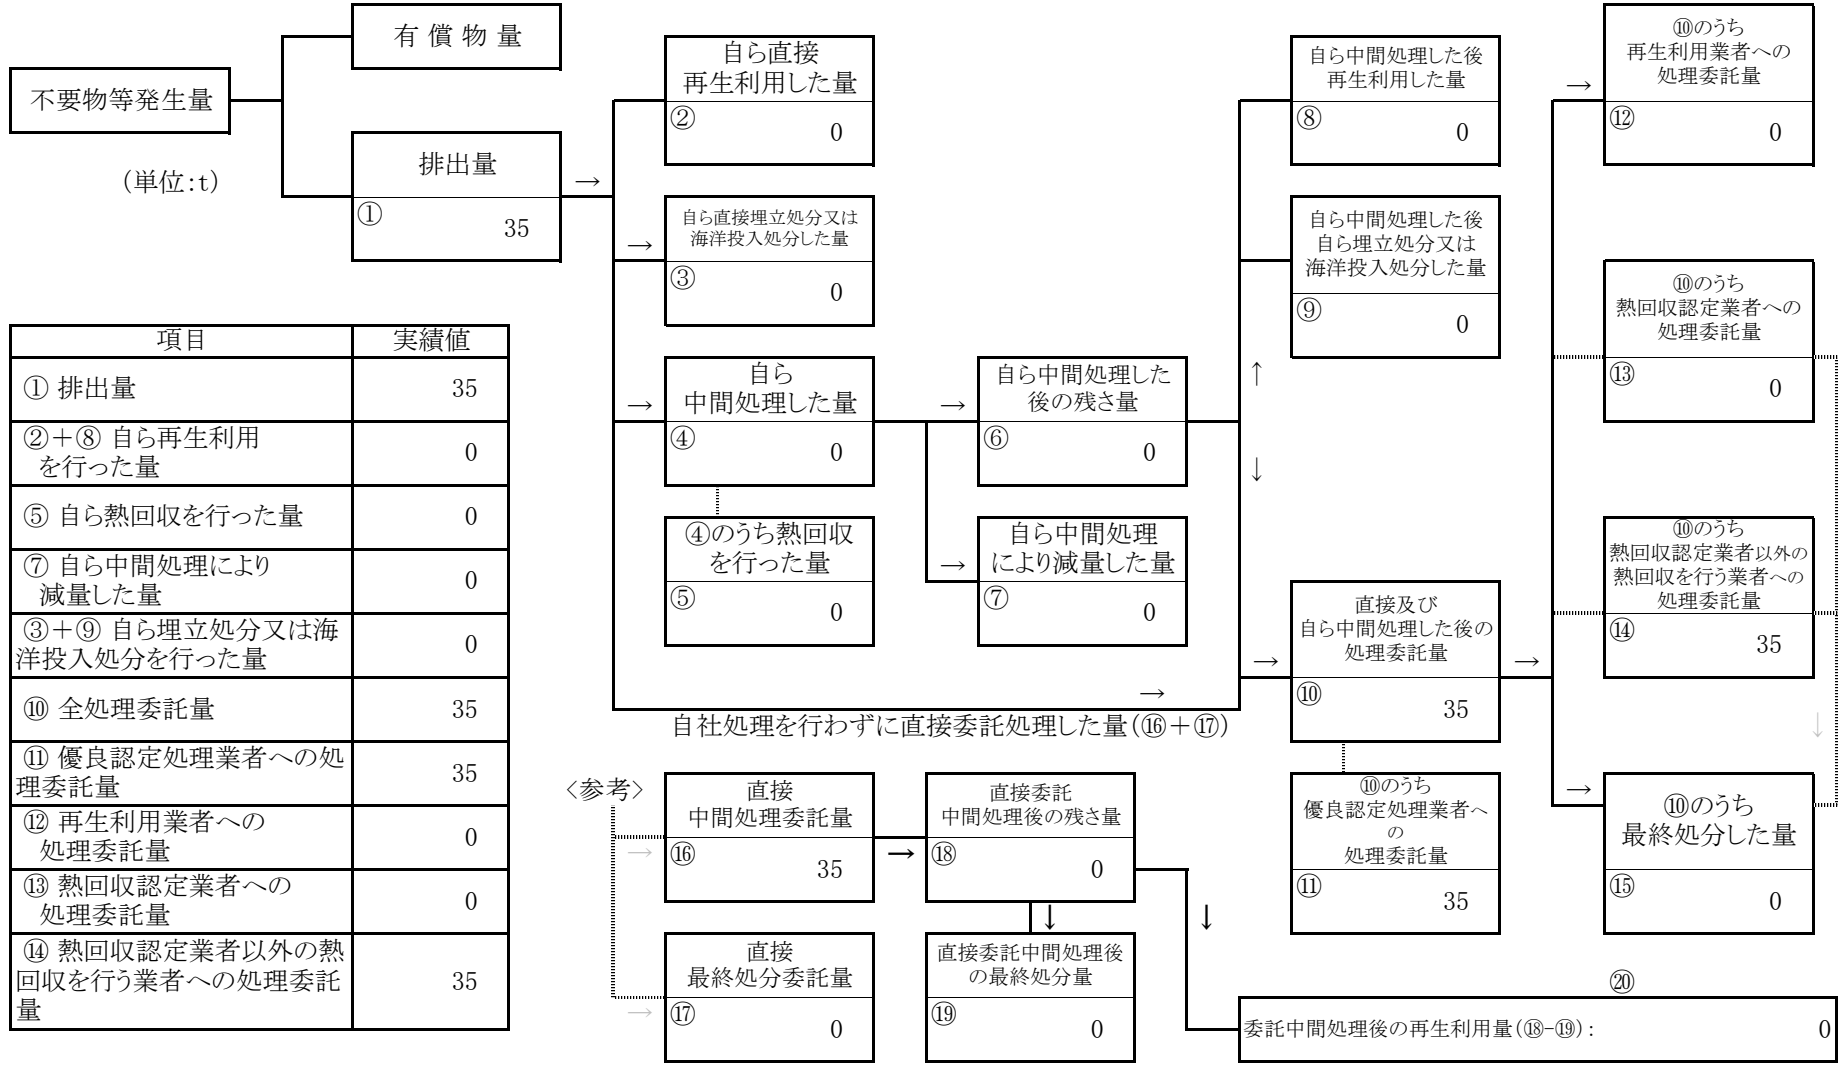 不要物等発生量
(単位:t)
有 償 物 量
排出量
①
35
→
自ら直接
再生利用した量
②
0
→
自ら直接埋立処分又は
海洋投入処分した量
③
0
→
自ら
中間処理した量
④
0
④のうち熱回収
を行った量
⑤
0
→
自ら中間処理した
後の残さ量
⑥
0
→
自ら中間処理
により減量した量
⑦
0
自ら中間処理した後
再生利用した量
⑧
0
自ら中間処理した後
自ら埋立処分又は
海洋投入処分した量
⑨
0
↑
↓
→
自社処理を行わずに直接委託処理した量(⑯+⑰)
→
直接及び
自ら中間処理した後の
処理委託量
⑩
35
⑩のうち
優良認定処理業者へ
の
処理委託量
⑪
35
→
→
⑩のうち
再生利用業者への
処理委託量
⑫
0
⑩のうち
熱回収認定業者への
処理委託量
⑬
0
⑩のうち
熱回収認定業者以外の
熱回収を行う業者への
処理委託量
⑭
35
↓
→
⑩のうち
最終処分した量
⑮
0
項目 実績値
① 排出量 35
②+⑧ 自ら再生利用
を行った量 0
⑤ 自ら熱回収を行った量 0
⑦ 自ら中間処理により
減量した量 0
③+⑨ 自ら埋立処分又は海
洋投入処分を行った量 0
⑩ 全処理委託量 35
⑪ 優良認定処理業者への処
理委託量 35
⑫ 再生利用業者への
処理委託量 0
⑬ 熱回収認定業者への
処理委託量 0
⑭ 熱回収認定業者以外の熱
回収を行う業者への処理委託
量 35
<参考>
→
直接
中間処理委託量
⑯
35
→
直接委託
中間処理後の残さ量
⑱
0
→
直接
最終処分委託量
⑰
0
↓
直接委託中間処理後
の最終処分量
⑲
0
↓
⑳
委託中間処理後の再生利用量(⑱-⑲): 0